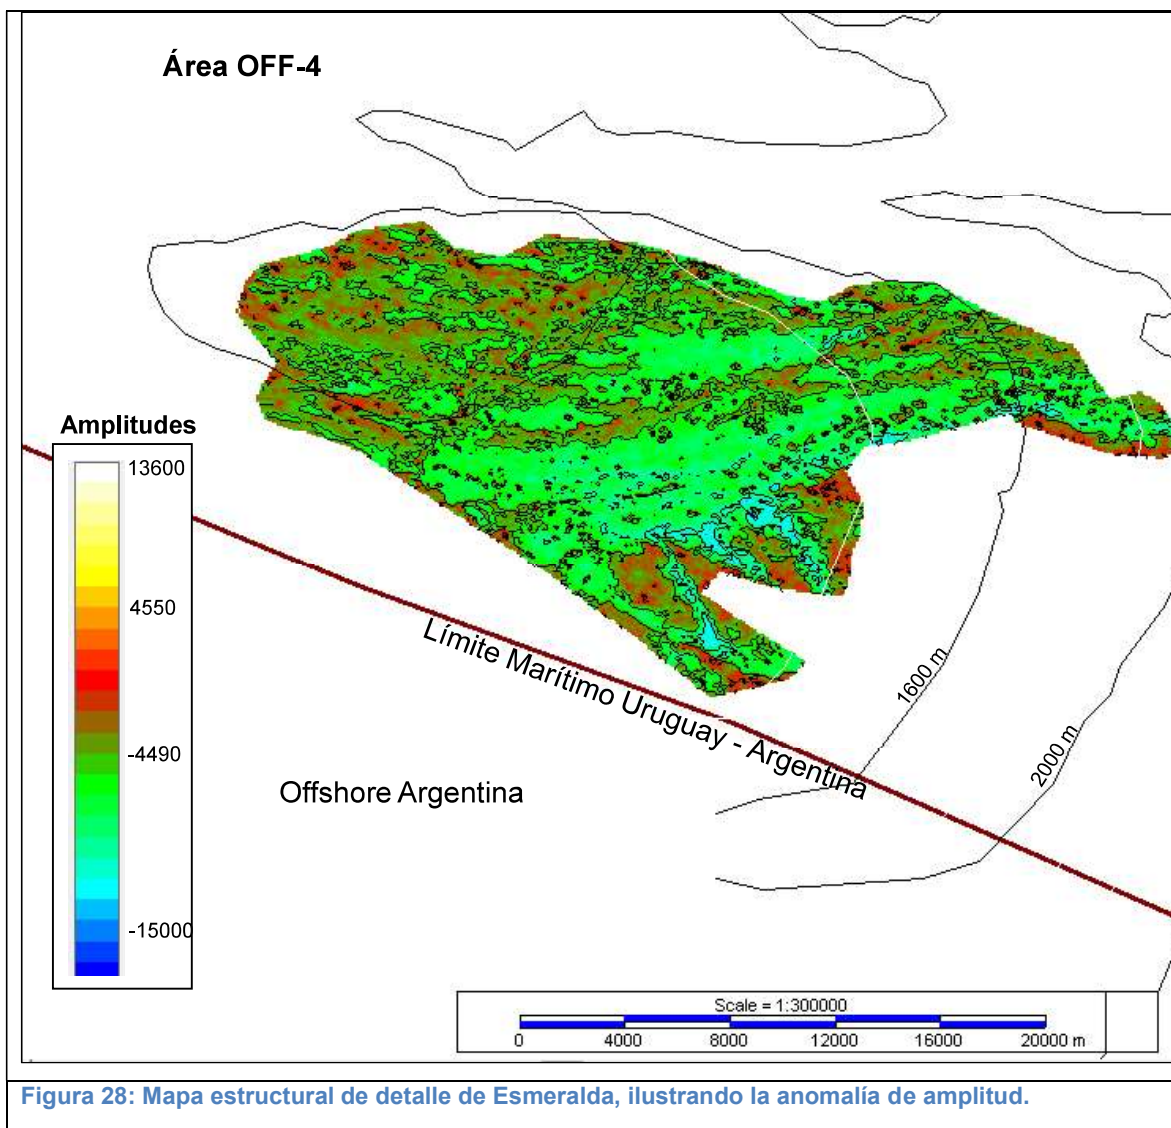 Área OFF-4
Amplitudes
13600
4550
-4490
-15000
Límite Marítimo Uruguay - Argentina
1600 m
2000 m
Offshore Argentina
Scale = 1:300000
0 4000 8000 12000 16000 20000 m
Figura 28: Mapa estructural de detalle de Esmeralda, ilustrando la anomalía de amplitud.